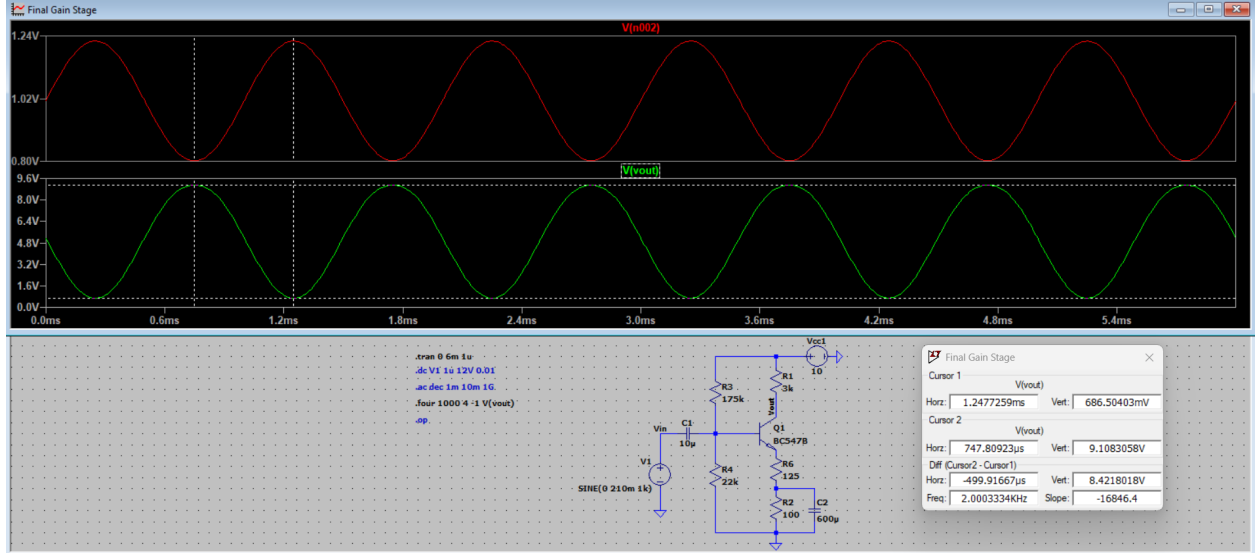 Final Gain Stage
V(n002)
1.24V
1.02V
0.80V
V(vout)
9.6V
8.0V
6.4V
4.8V
3.2V
1.6V
0.0V
0.0ms 0.6ms 1.2ms 1.8ms 2.4ms 3.0ms 3.6ms 4.2ms 4.8ms 5.4ms
.tran 0 6m 1u
.dc V1 1u 12V 0.01
.ac dec 1m 10m 1G
.four 1000 4 -1 V(vout)
.op
Vcc1
10
R1
3k
R3
175k
Vout
Vin
C1
10µ
Q1
BC547B
V1
SINE(0 210m 1k)
R4
22k
R6
125
R2
100
C2
600µ
Final Gain Stage
Cursor 1
V(vout)
Horz: 1.2477259ms Vert: 686.50403mV
Cursor 2
V(vout)
Horz: 747.80923µs Vert: 9.1083058V
Diff (Cursor2 - Cursor1)
Horz: -499.91667µs Vert: 8.4218018V
Freq: 2.0003334KHz Slope: -16846.4